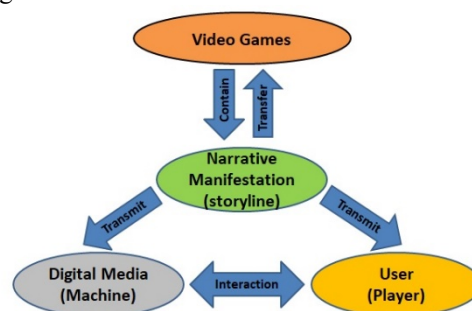 g
Video Games
Contain
Transfer
Narrative
Manifestation
(storyline)
Transmit
Transmit
Digital Media
(Machine)
Interaction
User
(Player)